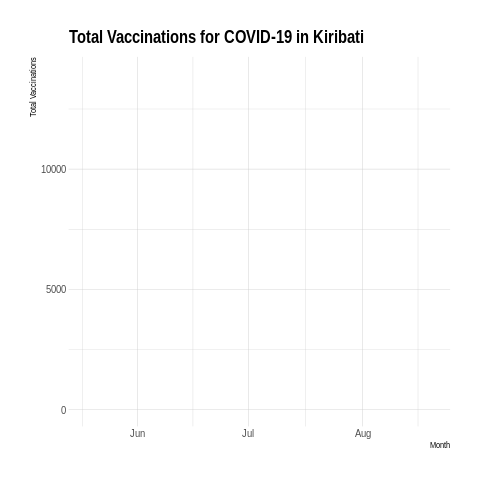 Total Vaccinations for COVID-19 in Kiribati
Total Vaccinations
10000
5000
0
Jun Jul Aug
Month